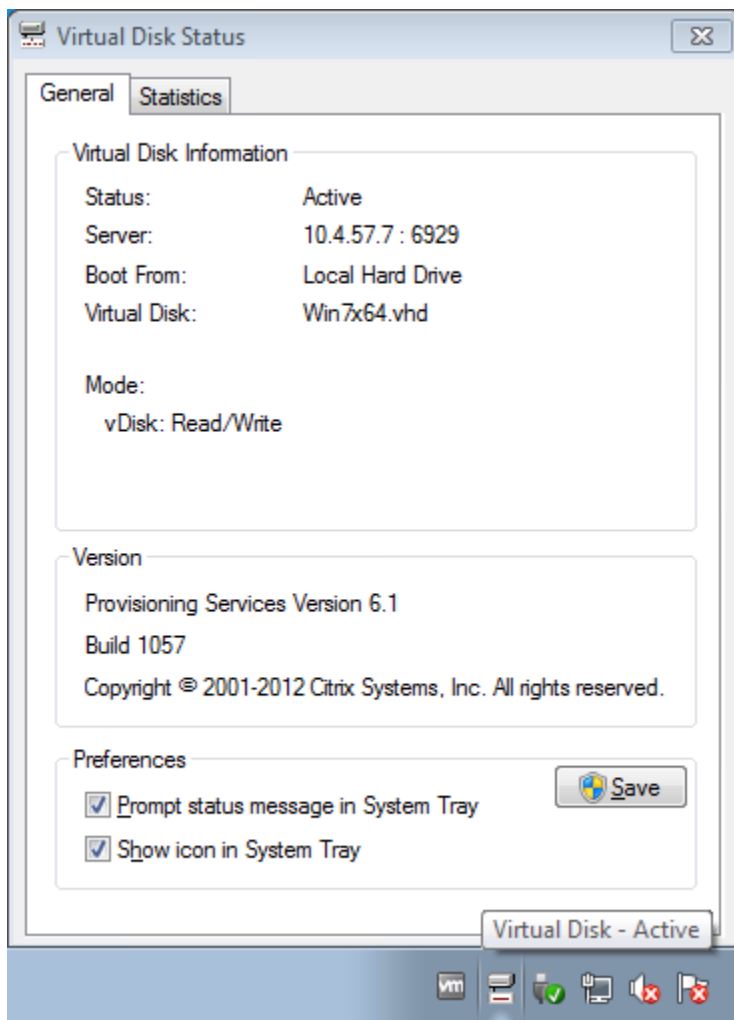 Virtual Disk Status
General
Statistics
Virtual Disk Information
Status: Active
Server: 10.4.57.7 : 6929
Boot From: Local Hard Drive
Virtual Disk: Win7x64.vhd
Mode:
vDisk: Read/Write
Version
Provisioning Services Version 6.1
Build 1057
Copyright © 2001-2012 Citrix Systems, Inc. All rights reserved.
Preferences
Save
Prompt status message in System Tray
Show icon in System Tray
Virtual Disk - Active
vm